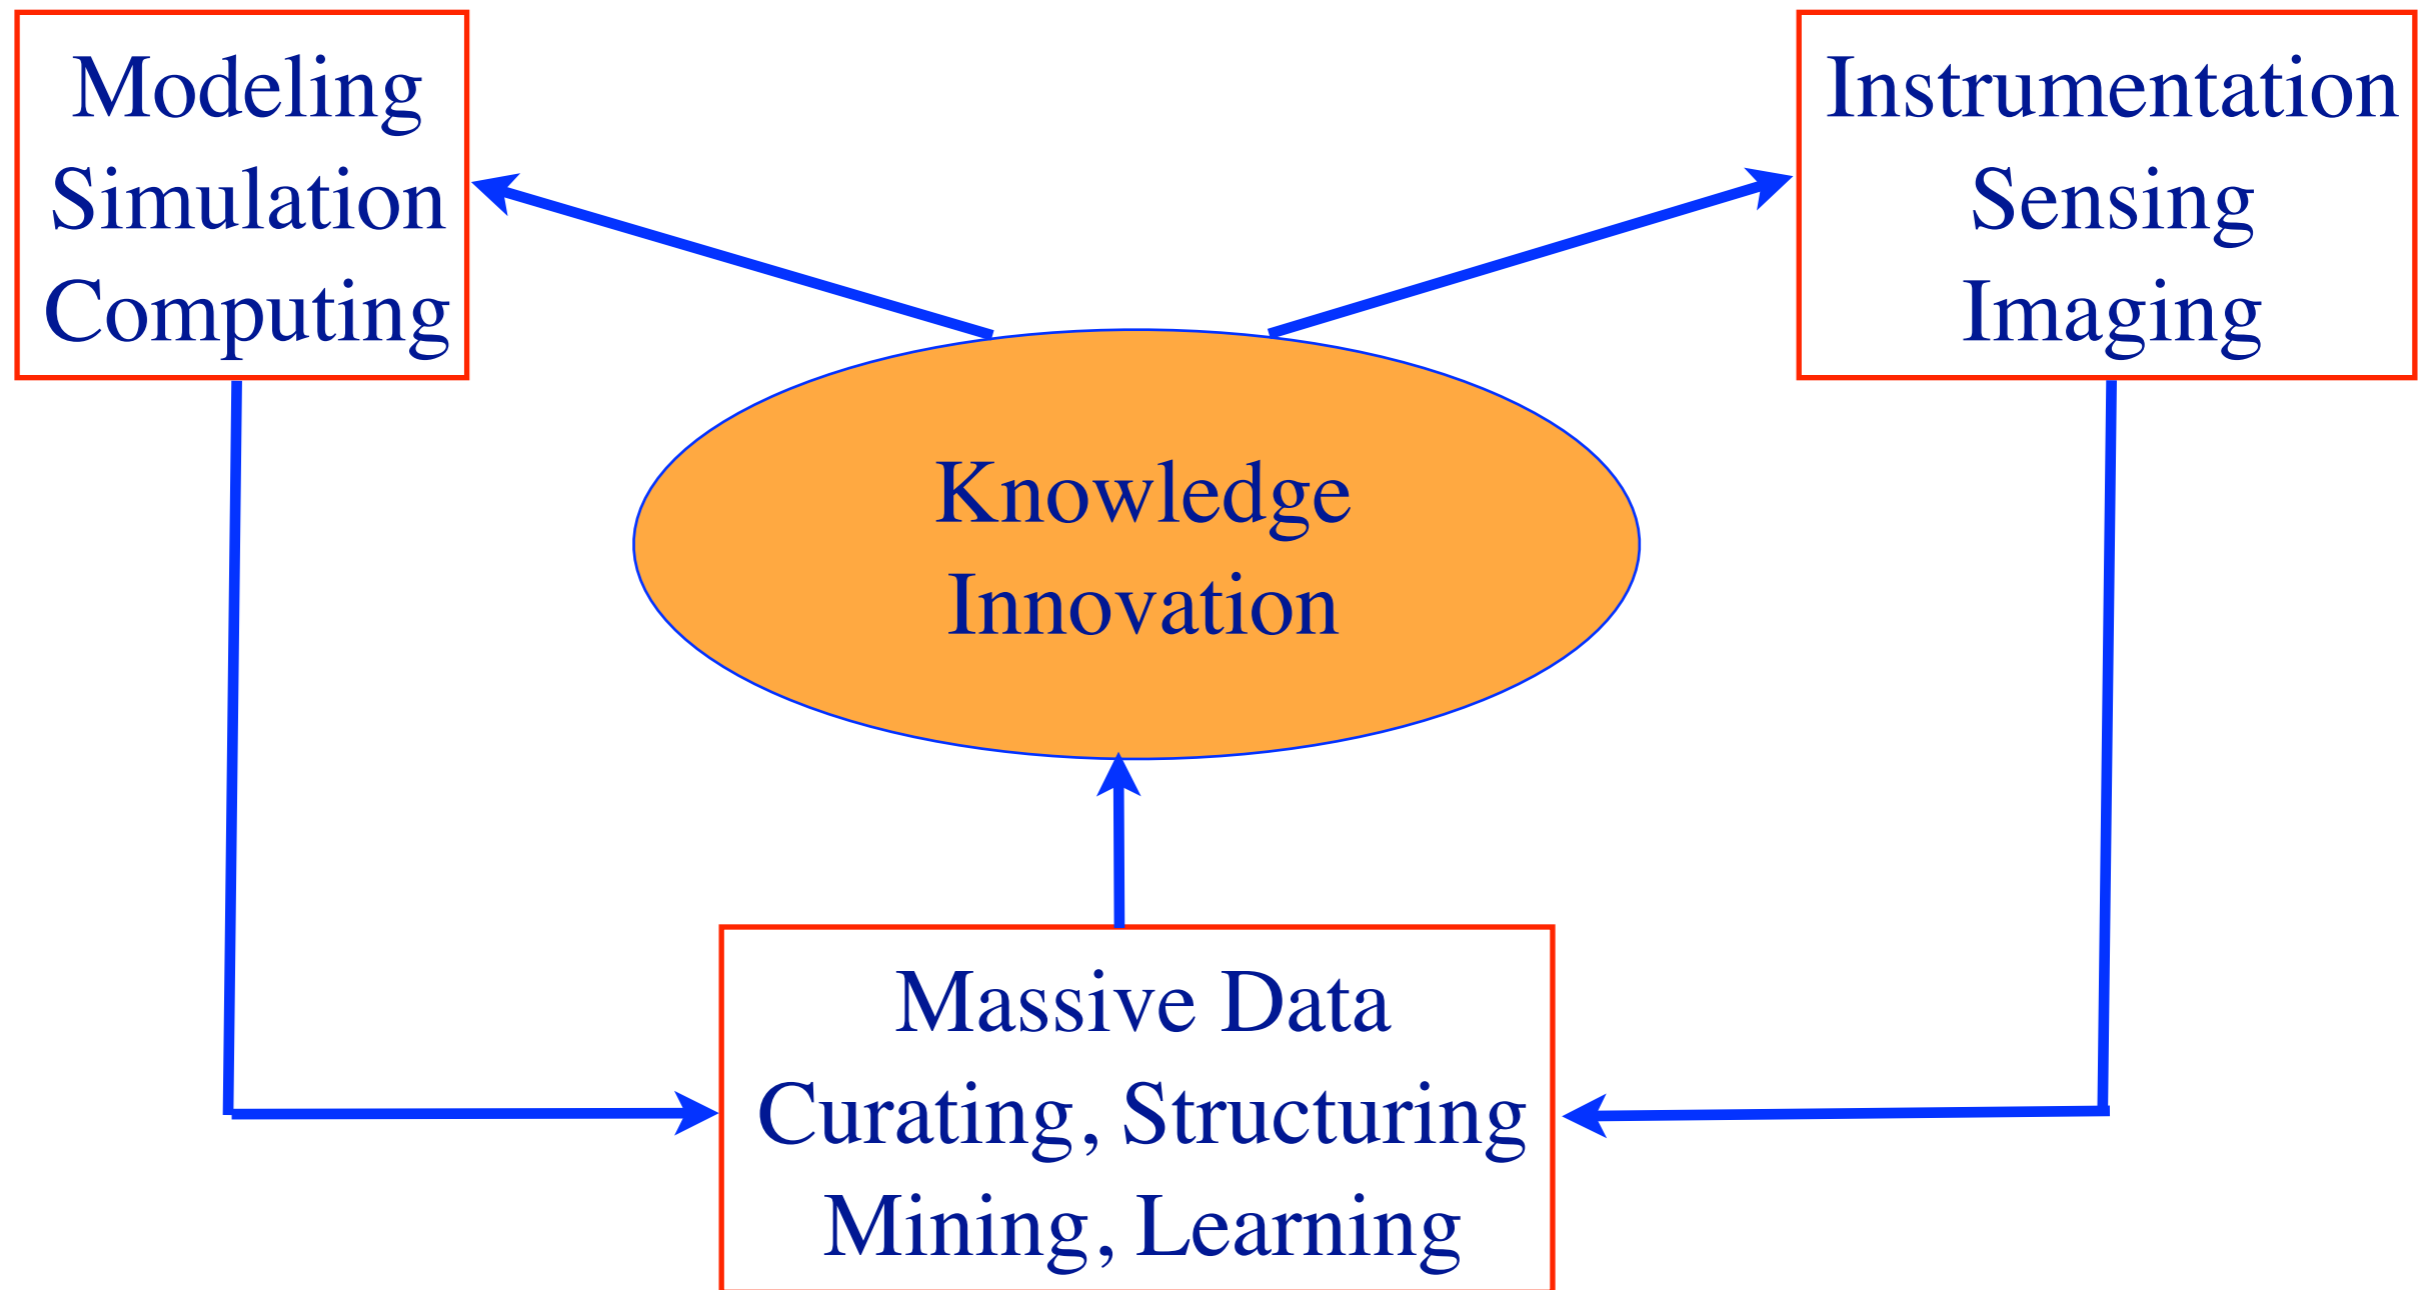 Modeling
Simulation
Computing
Instrumentation
Sensing
Imaging
Knowledge
Innovation
Massive Data
Curating, Structuring
Mining, Learning